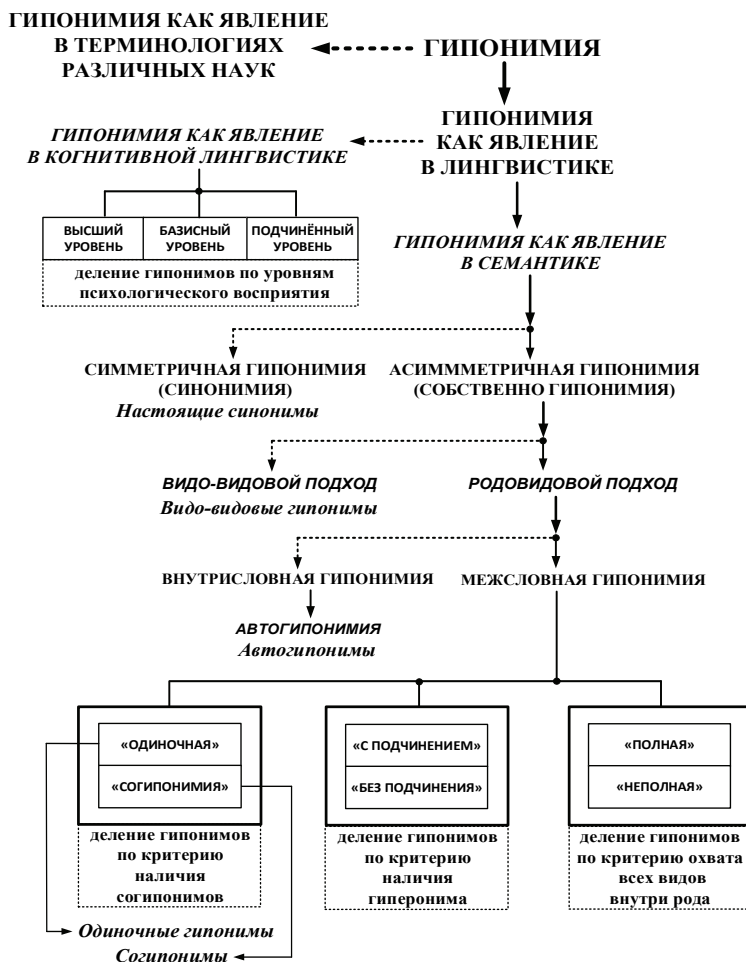 ГИПОНИМИЯ КАК ЯВЛЕНИЕ
В ТЕРМИНОЛОГИЯХ
РАЗЛИЧНЫХ НАУК
ГИПОНИМИЯ
ГИПОНИМИЯ
КАК ЯВЛЕНИЕ
В ЛИНГВИСТИКЕ
ГИПОНИМИЯ КАК ЯВЛЕНИЕ
В КОГНИТИВНОЙ ЛИНГВИСТИКЕ
ВЫСШИЙ
УРОВЕНЬ
БАЗИСНЫЙ
УРОВЕНЬ
ПОДЧИНЁННЫЙ
УРОВЕНЬ
деление гипонимов по уровням
психологического восприятия
ГИПОНИМИЯ КАК ЯВЛЕНИЕ
В СЕМАНТИКЕ
СИММЕТРИЧНАЯ ГИПОНИМИЯ
(СИНОНИМИЯ)
Настоящие синонимы
АСИМММЕТРИЧНАЯ ГИПОНИМИЯ
(СОБСТВЕННО ГИПОНИМИЯ)
ВИДО-ВИДОВОЙ ПОДХОД
Видо-видовые гипонимы
РОДОВИДОВОЙ ПОДХОД
ВНУТРИСЛОВНАЯ ГИПОНИМИЯ
МЕЖСЛОВНАЯ ГИПОНИМИЯ
АВТОГИПОНИМИЯ
Автогипонимы
«ОДИНОЧНАЯ»
«СОГИПОНИМИЯ»
деление гипонимов
по критерию
наличия
согипонимов
«С ПОДЧИНЕНИЕМ»
«БЕЗ ПОДЧИНЕНИЯ»
деление гипонимов
по критерию
наличия
гиперонима
«ПОЛНАЯ»
«НЕПОЛНАЯ»
деление гипонимов
по критерию охвата
всех видов
внутри рода
Одиночные гипонимы
Согипонимы